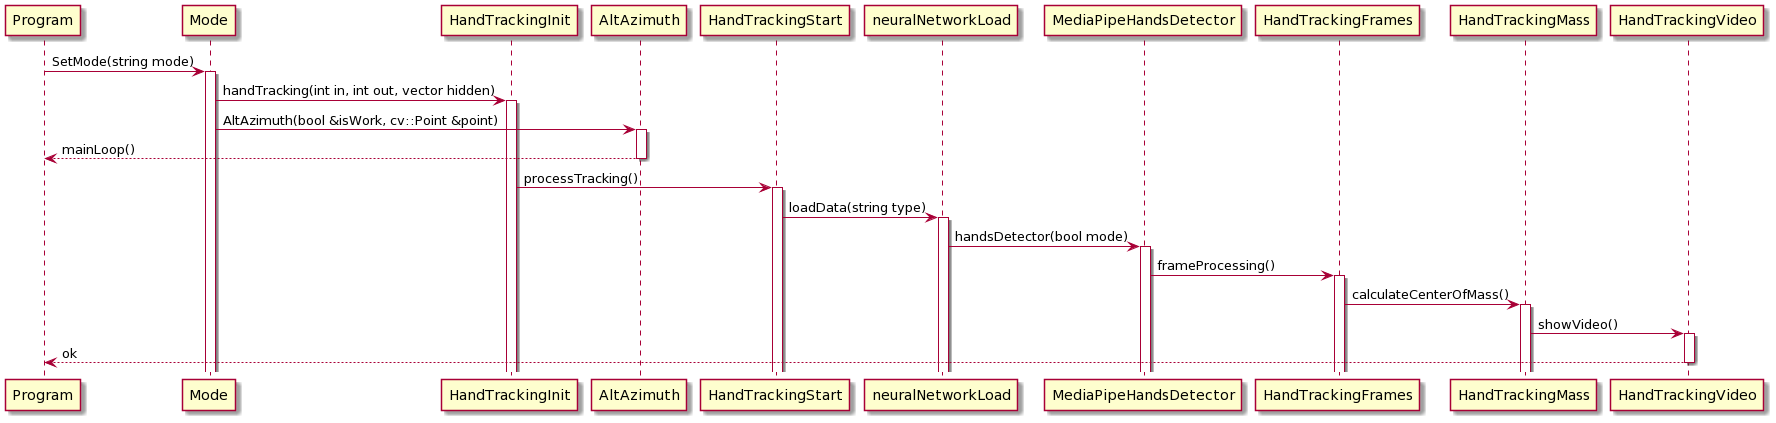 Program
Mode
HandTrackingInit
AltAzimuth
HandTrackingStart
neuralNetworkLoad
MediaPipeHandsDetector
HandTrackingFrames
HandTrackingMass
HandTrackingVideo
SetMode(string mode)
handTracking(int in, int out, vector hidden)
AltAzimuth(bool &isWork, cv::Point &point)
mainLoop()
processTracking()
loadData(string type)
handsDetector(bool mode)
frameProcessing()
calculateCenterOfMass()
showVideo()
ok
Program
Mode
HandTrackingInit
AltAzimuth
HandTrackingStart
neuralNetworkLoad
MediaPipeHandsDetector
HandTrackingFrames
HandTrackingMass
HandTrackingVideo